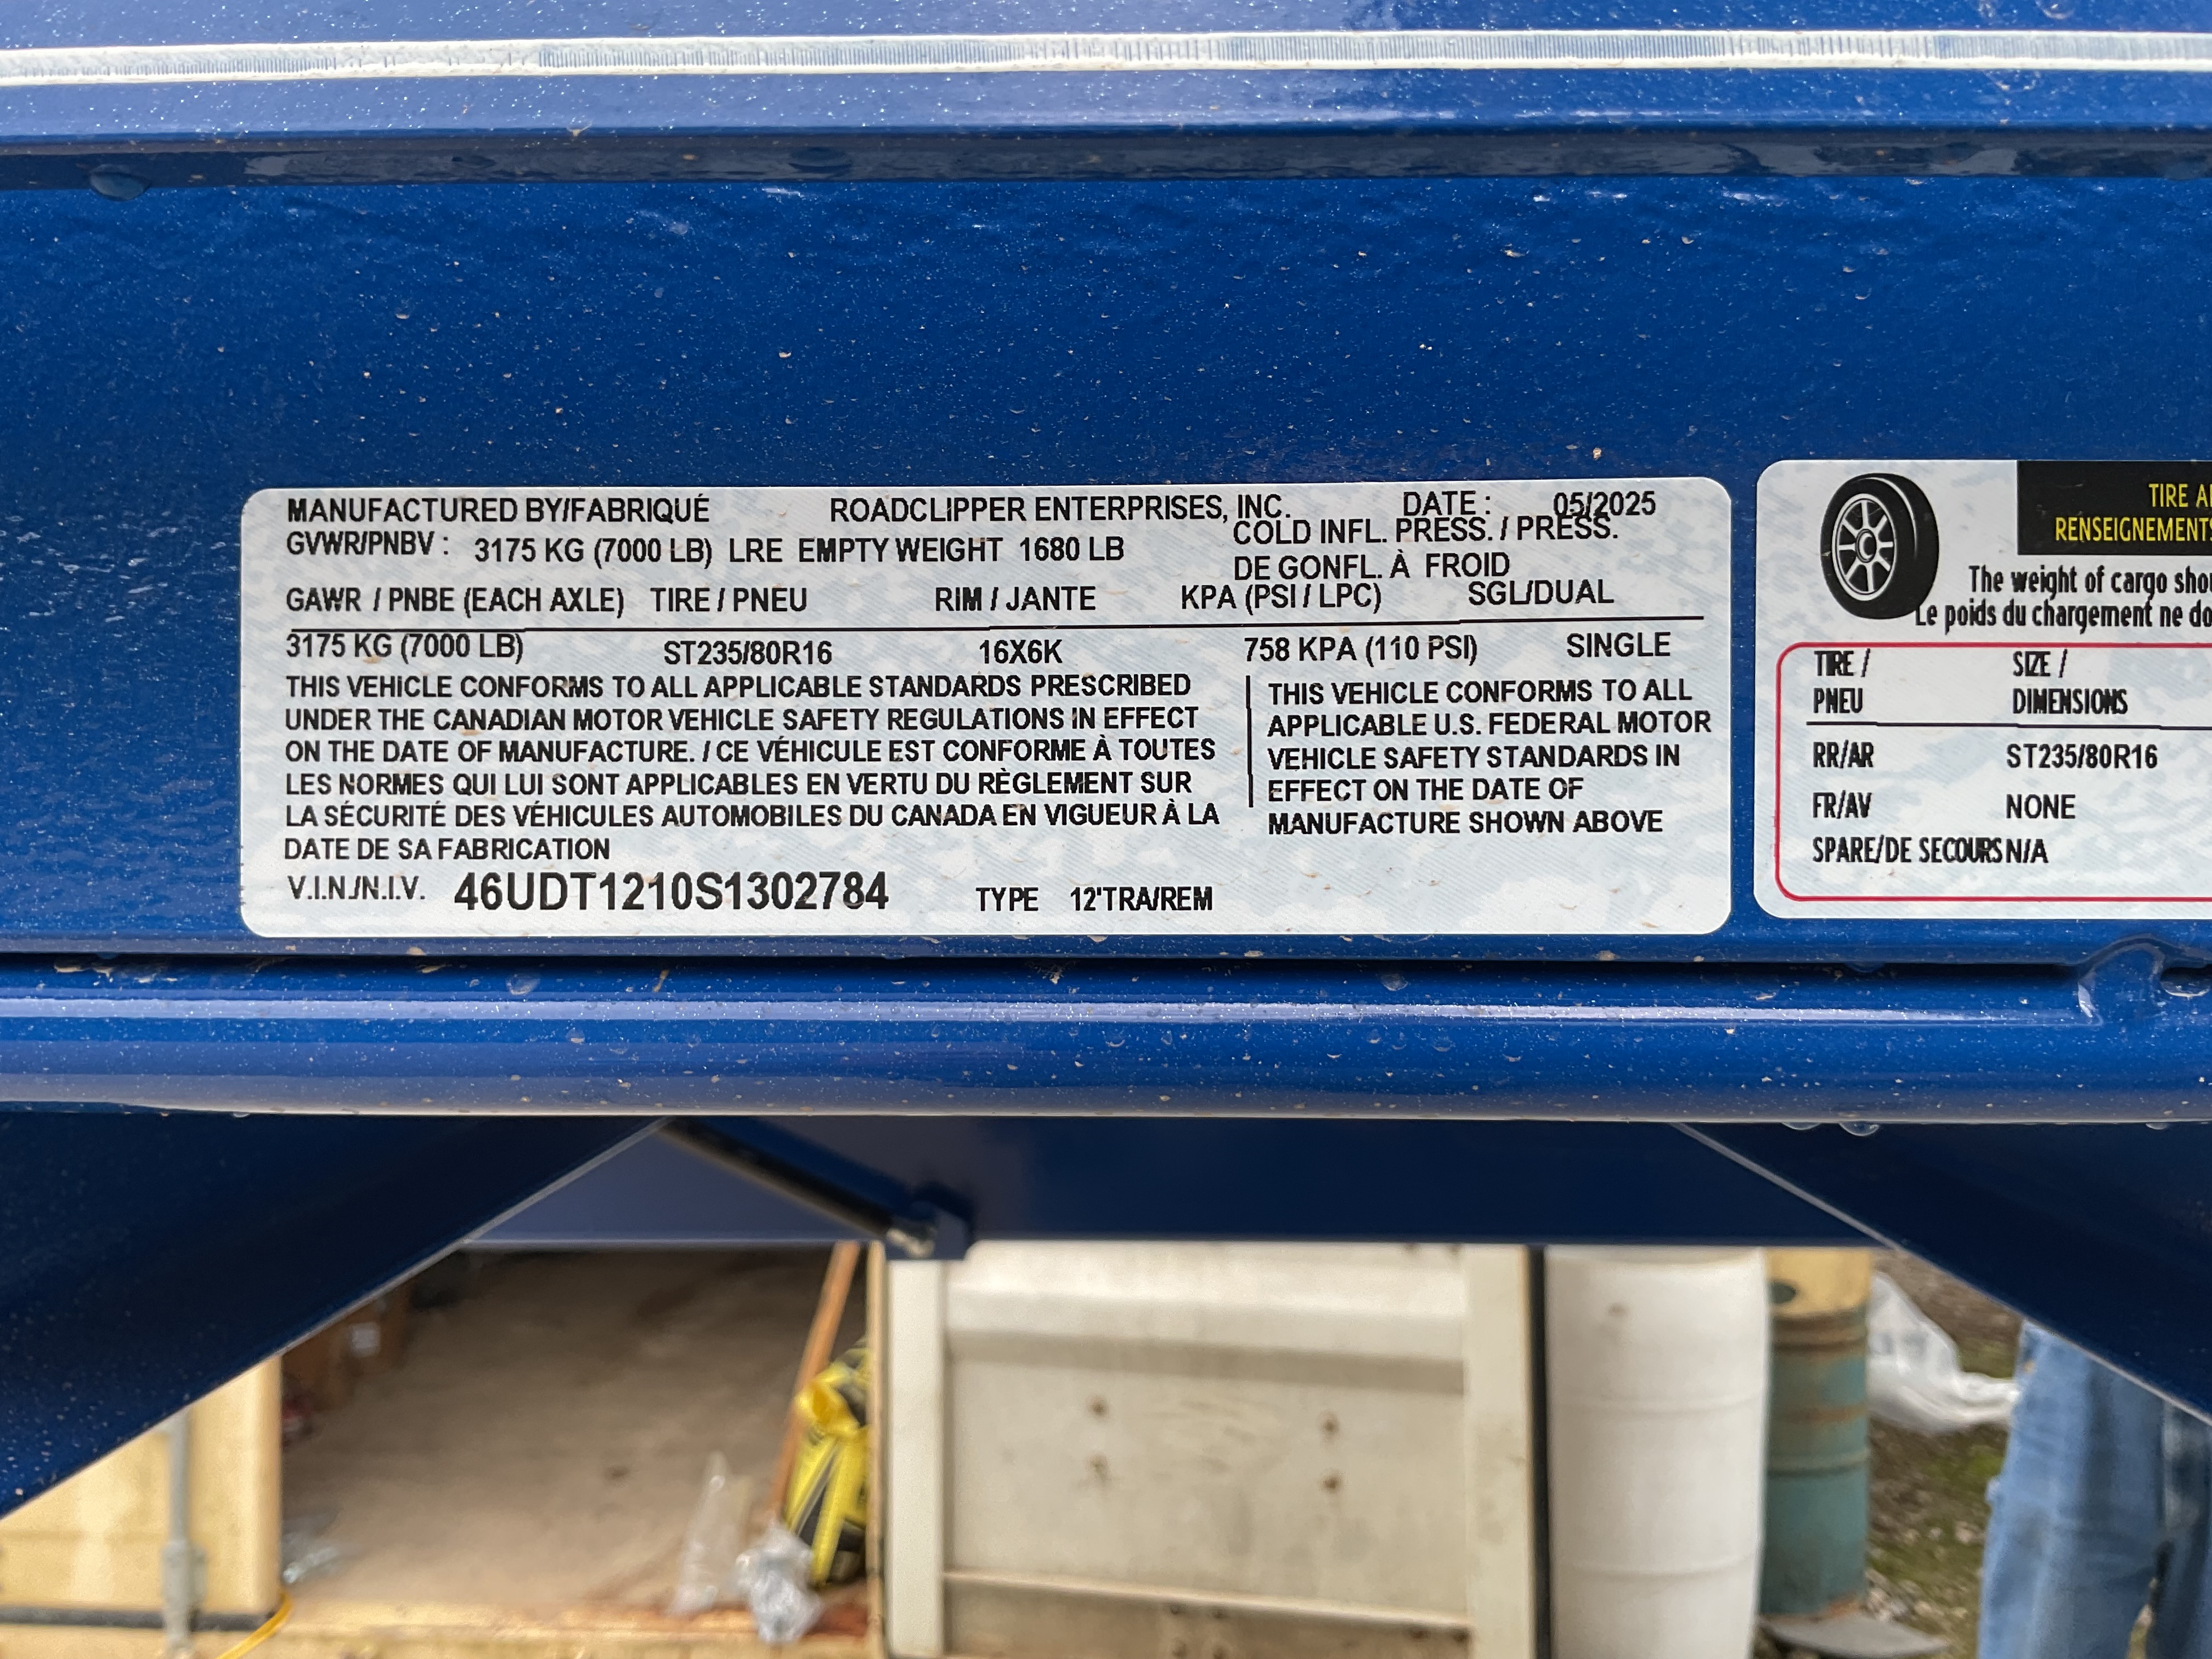 MANUFACTURED BY/FABRIQUÉ ROADCLIPPER ENTERPRISES, INC. DATE : 05/2025
GVWR/PNBV : 3175 KG (7000 LB) LRE EMPTY WEIGHT 1680 LB
COLD INFL. PRESS. / PRESS.
DE GONFL. À FROID
GAWR / PNBE (EACH AXLE) TIRE / PNEU RIM / JANTE KPA (PSI / LPC) SGL/DUAL
3175 KG (7000 LB) ST235/80R16 16X6K 758 KPA (110 PSI) SINGLE
THIS VEHICLE CONFORMS TO ALL APPLICABLE STANDARDS PRESCRIBED
UNDER THE CANADIAN MOTOR VEHICLE SAFETY REGULATIONS IN EFFECT
ON THE DATE OF MANUFACTURE. / CE VÉHICULE EST CONFORME À TOUTES
LES NORMES QUI LUI SONT APPLICABLES EN VERTU DU RÈGLEMENT SUR
LA SÉCURITÉ DES VÉHICULES AUTOMOBILES DU CANADA EN VIGUEUR À LA
DATE DE SA FABRICATION
THIS VEHICLE CONFORMS TO ALL
APPLICABLE U.S. FEDERAL MOTOR
VEHICLE SAFETY STANDARDS IN
EFFECT ON THE DATE OF
MANUFACTURE SHOWN ABOVE
V.I.N./N.I.V. 46UDT1210S1302784 TYPE 12'TRA/REM
TIRE
RENSEIGNEMENTS
The weight of cargo
Le poids du chargement ne
TIRE / SIZE /
PNEU DIMENSIONS
RR/AR ST235/80R16
FR/AV NONE
SPARE/DE SECOURS N/A